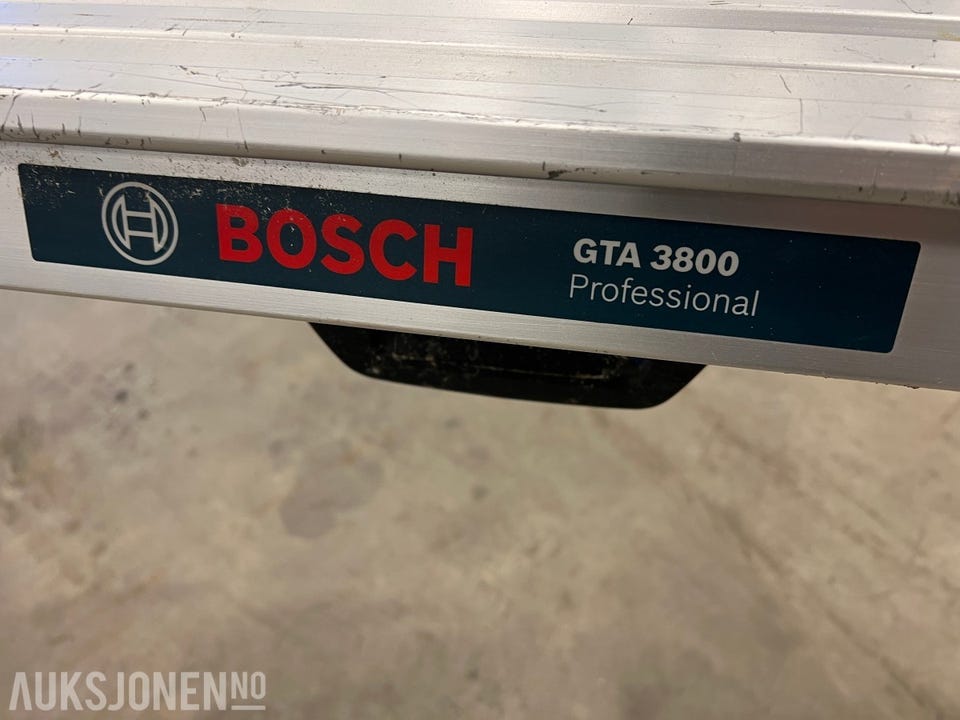 BOSCH
GTA 3800
Professional
AUKSJONEN.NO